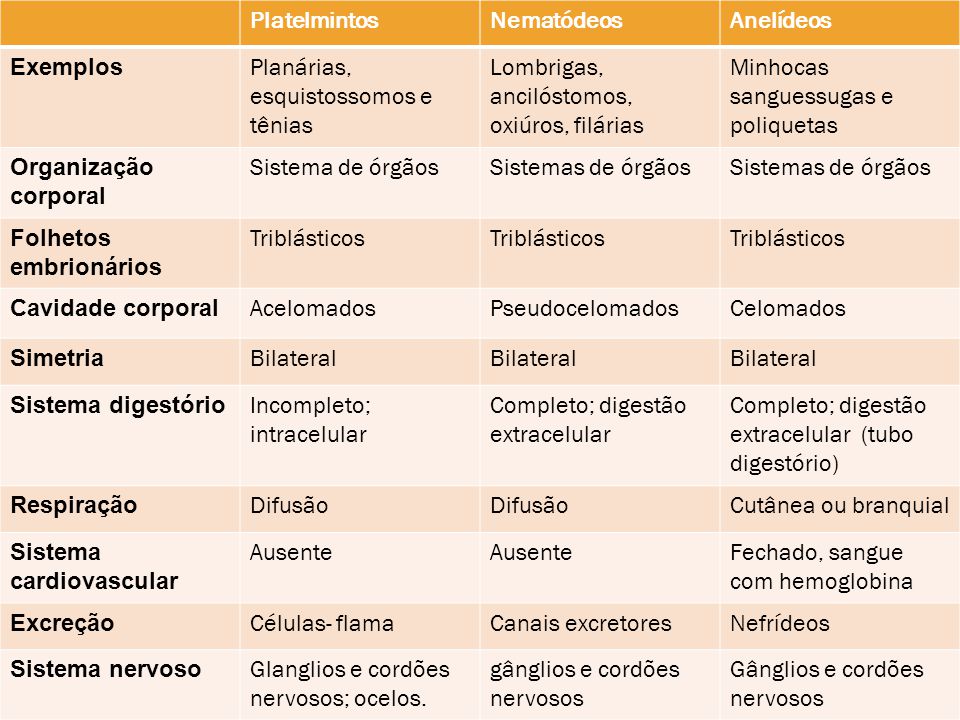 Platelmintos Nematódeos Anelídeos
Exemplos Planárias, Lombrigas, Minhocas
esquistossomos e ancilóstomos, sanguessugas e
tênias oxiúros, filárias poliquetas
Organização Sistema de órgãos Sistemas de órgãos Sistemas de órgãos
corporal
Folhetos Triblásticos Triblásticos Triblásticos
embrionários
Cavidade corporal Acelomados Pseudocelomados Celomados
Simetria Bilateral Bilateral Bilateral
Sistema digestório Incompleto; Completo; digestão Completo; digestão
intracelular extracelular extracelular (tubo
digestório)
Respiração Difusão Difusão Cutânea ou branquial
Sistema Ausente Ausente Fechado, sangue
cardiovascular com hemoglobina
Excreção Células- flama Canais excretores Nefrídeos
Sistema nervoso Glanglios e cordões gânglios e cordões Gânglios e cordões
nervosos; ocelos. nervosos nervosos